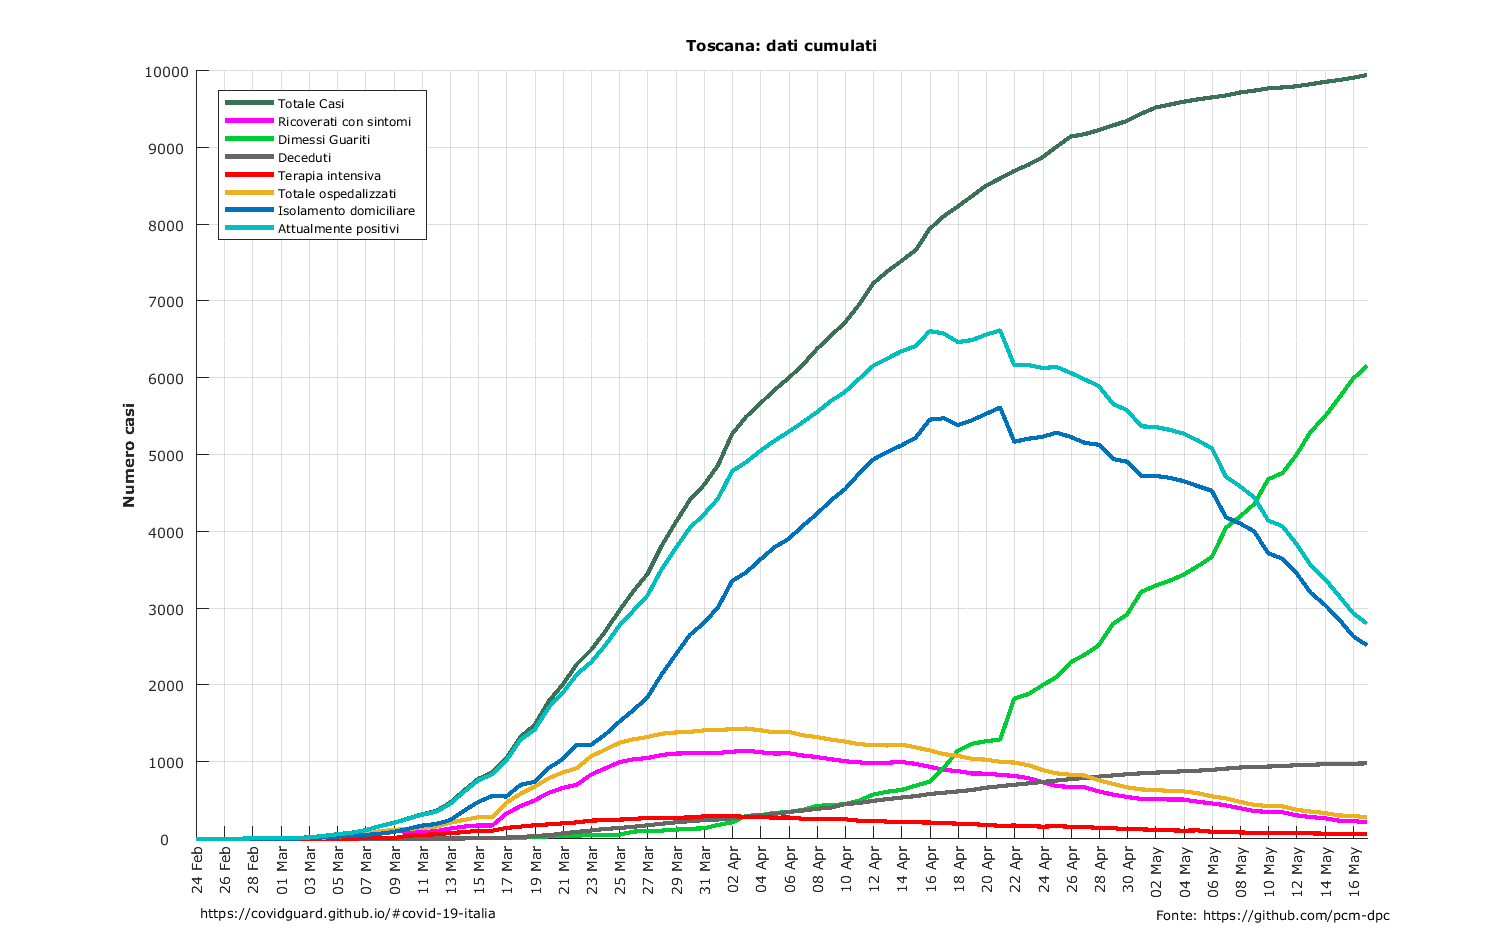 Toscana: dati cumulati
10000
9000
8000
7000
6000
5000
4000
3000
2000
1000
0
Numero casi
Totale Casi
Ricoverati con sintomi
Dimessi Guariti
Deceduti
Terapia intensiva
Totale ospedalizzati
Isolamento domiciliare
Attualmente positivi
24 Feb
26 Feb
28 Feb
01 Mar
03 Mar
05 Mar
07 Mar
09 Mar
11 Mar
13 Mar
15 Mar
17 Mar
19 Mar
21 Mar
23 Mar
25 Mar
27 Mar
29 Mar
31 Mar
02 Apr
04 Apr
06 Apr
08 Apr
10 Apr
12 Apr
14 Apr
16 Apr
18 Apr
20 Apr
22 Apr
24 Apr
26 Apr
28 Apr
30 Apr
02 May
04 May
06 May
08 May
10 May
12 May
14 May
16 May
https://covidguard.github.io/#covid-19-italia
Fonte: https://github.com/pcm-dpc